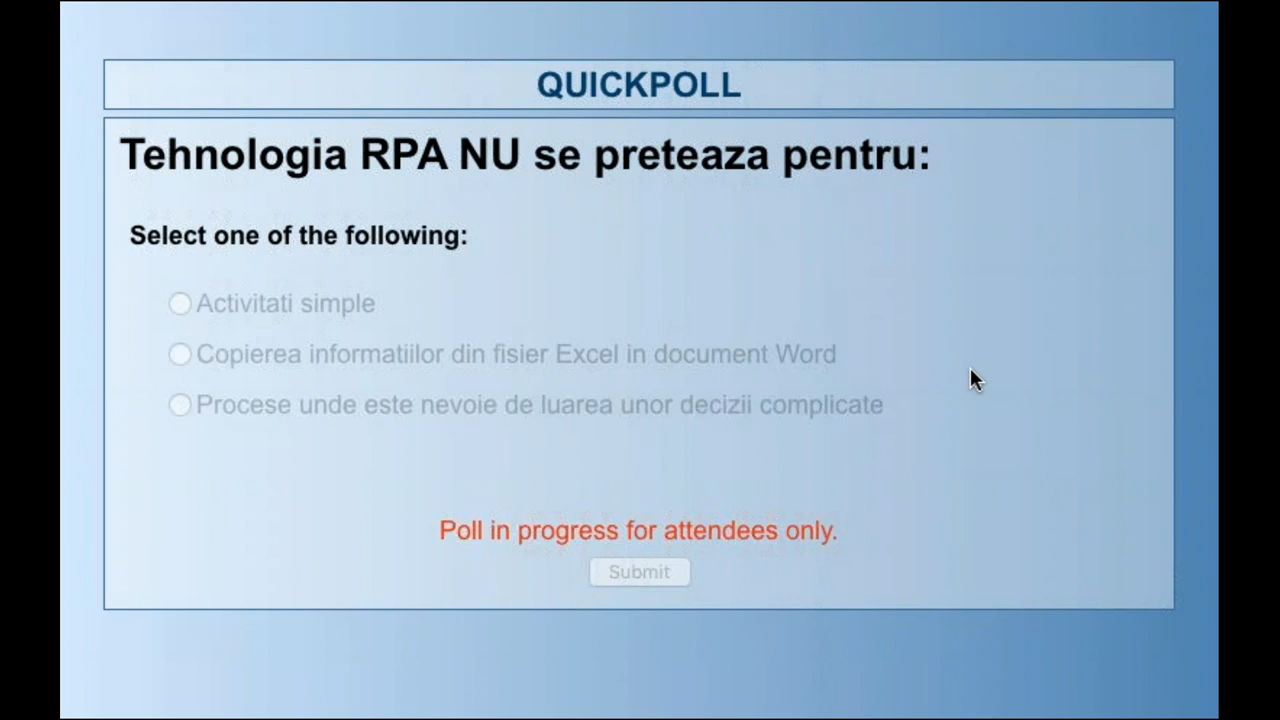 QUICKPOLL
Tehnologia RPA NU se preteaza pentru:
Select one of the following:
Activitati simple
Copierea informatiilor din fisier Excel in document Word
Procese unde este nevoie de luarea unor decizii complicate
Poll in progress for attendees only.
Submit